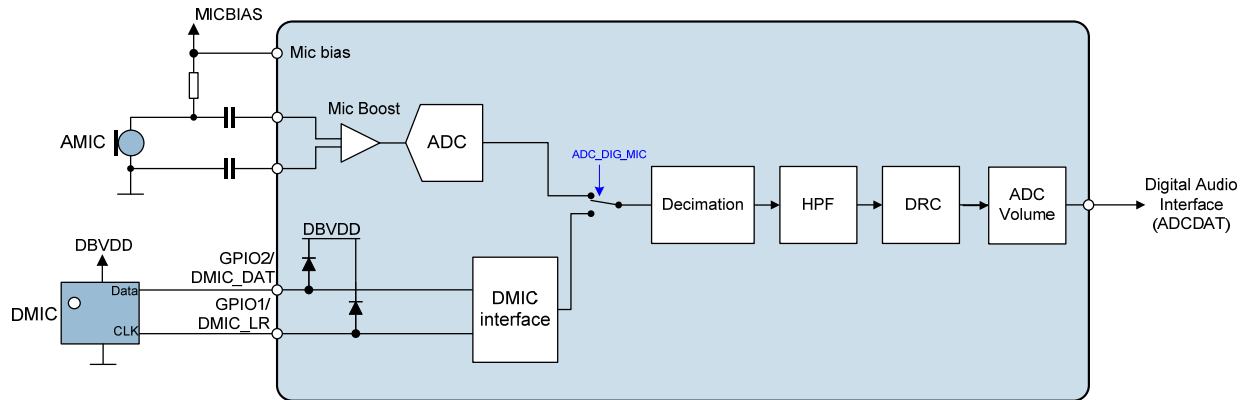 MICBIAS
Mic bias
Mic Boost
AMIC
ADC
ADC_DIG_MIC
Decimation
HPF
DRC
ADC
Volume
Digital Audio
Interface
(ADCDAT)
DBVDD
DBVDD
GPIO2/
DMIC_DAT
Data
GPIO1/
DMIC_LR
DMIC
CLK
DMIC
interface